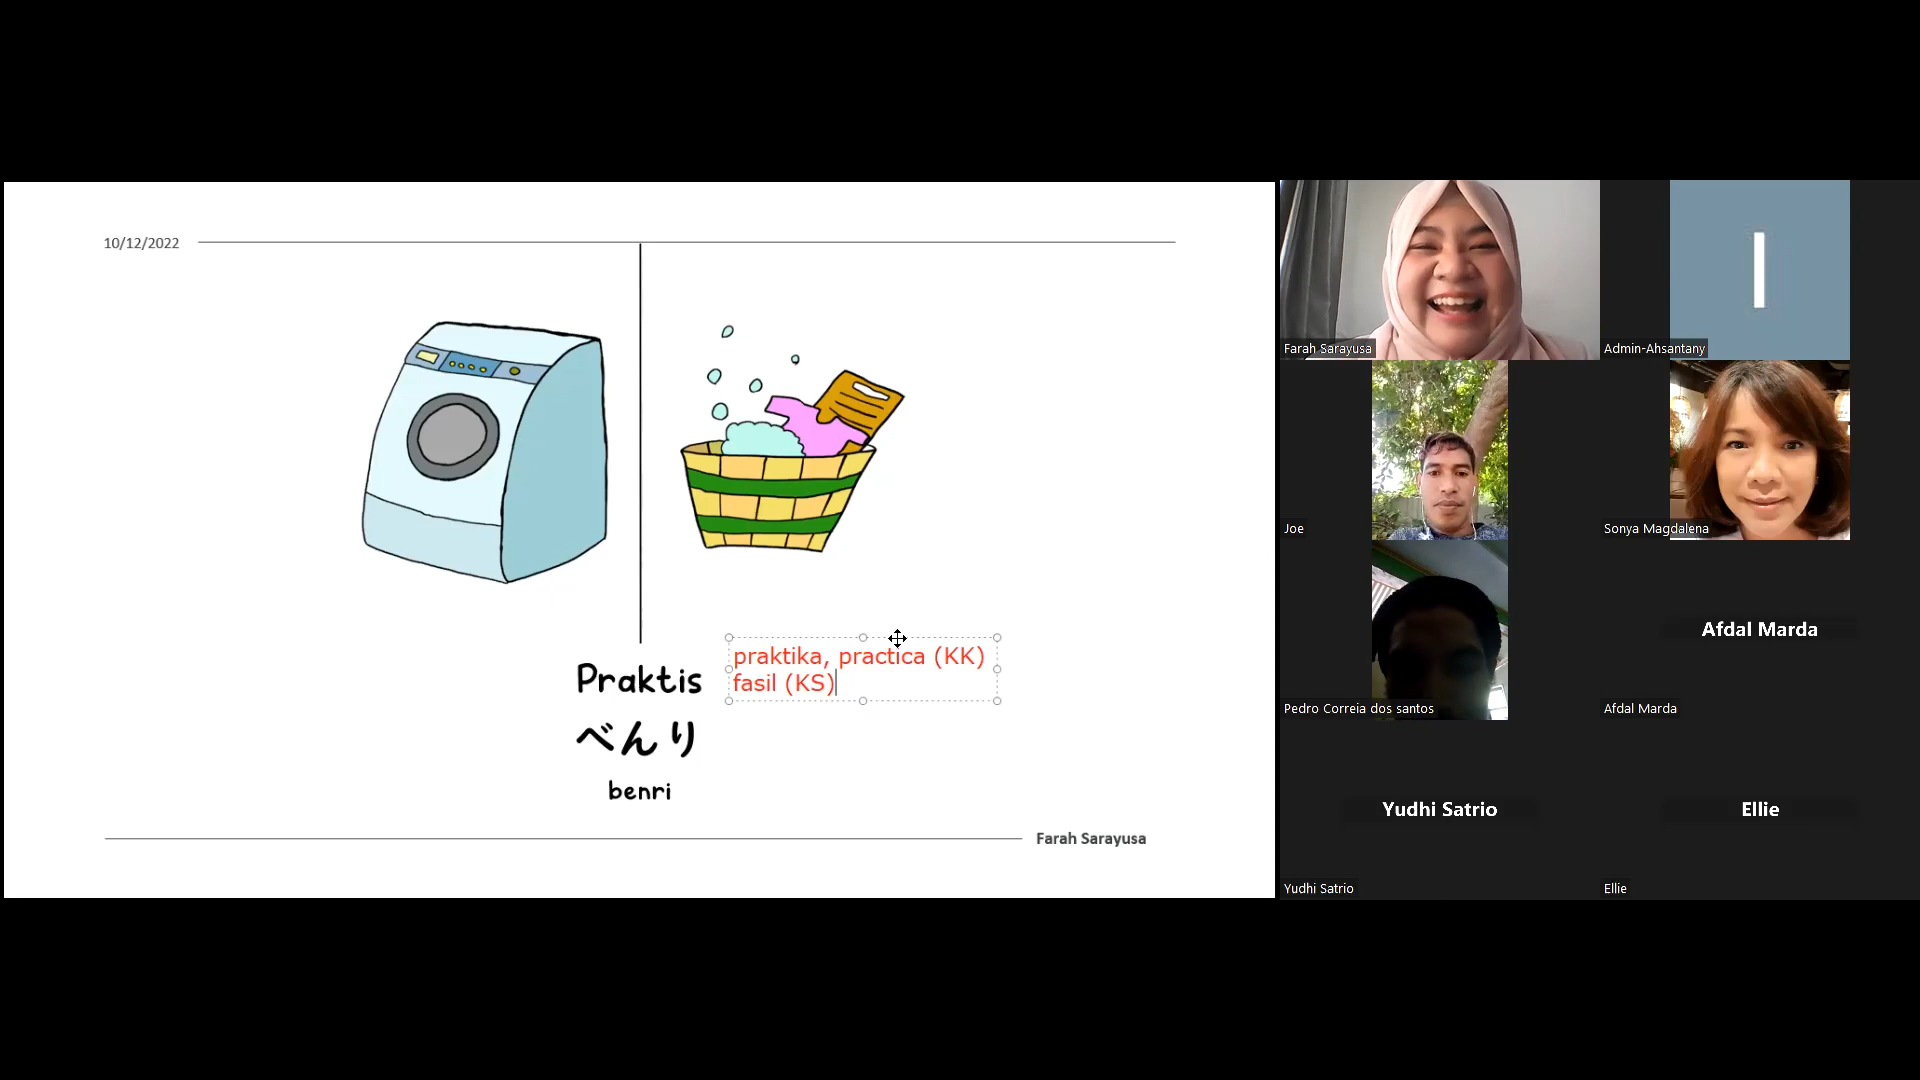 10/12/2022
Praktis
べんり
benri
praktika, practica (KK)
fasil (KS)
Farah Sarayusa
Farah Sarayusa
I
Admin-Ahsantany
Joe
Sonya Magdalena
Pedro Correia dos santos
Afdal Marda
Afdal Marda
Yudhi Satrio
Yudhi Satrio
Ellie
Ellie